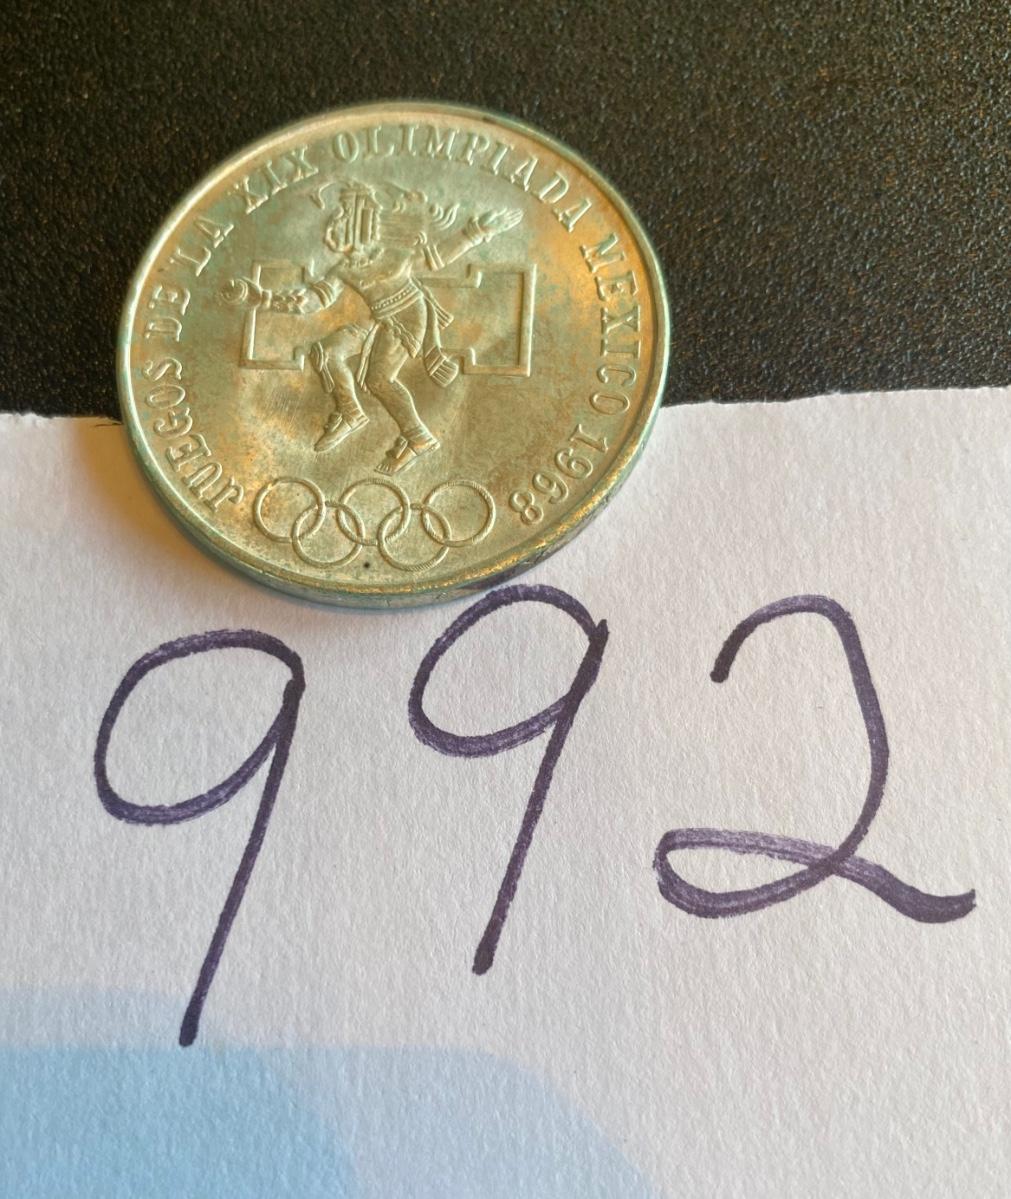 JUEGOS DE LA XIX OLIMPIADA MEXICO 1968
992